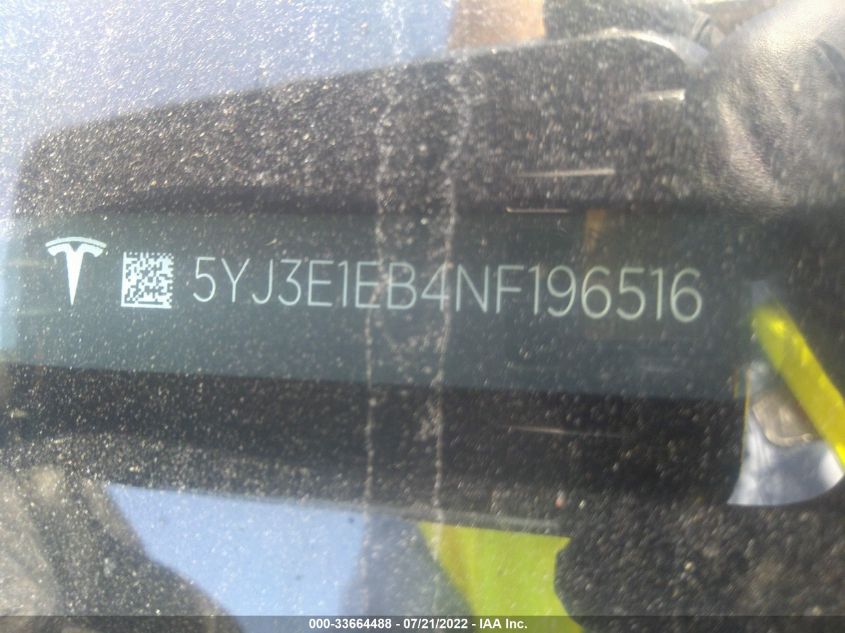 5YJ3E1EB4NF196516
000-33664488 - 07/21/2022 - IAA Inc.